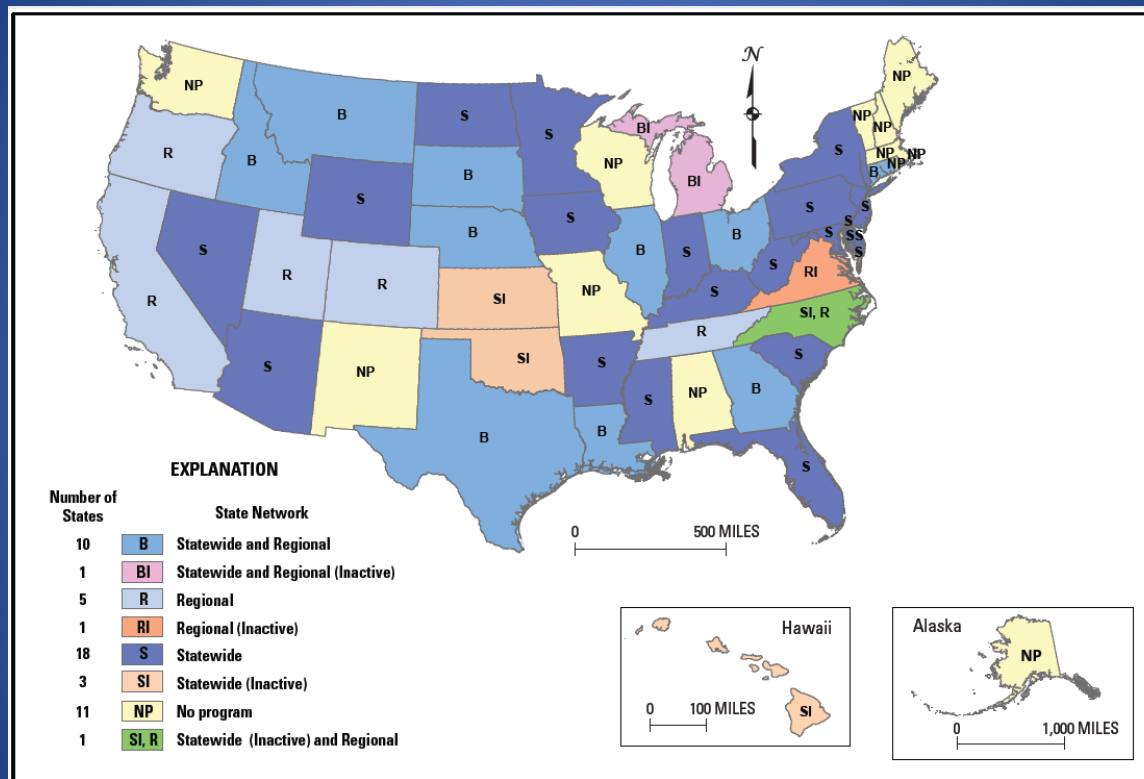 N
NP
B
S
S
BI
NP
NP
NP
NP
NP
NP
R
B
S
B
NP
BI
S
B
S
B
S
S
S
B
B
S
B
S
S
S
SS
S
R
R
R
SI
NP
S
RI
SI, R
S
NP
SI
S
R
S
B
S
NP
B
B
S
EXPLANATION
Number of States
State Network
10 B Statewide and Regional
1 BI Statewide and Regional (Inactive)
5 R Regional
1 RI Regional (Inactive)
18 S Statewide
3 SI Statewide (Inactive)
11 NP No program
1 SI, R Statewide (Inactive) and Regional
0 500 MILES
Hawaii
SI
0 100 MILES
Alaska
NP
0 1,000 MILES